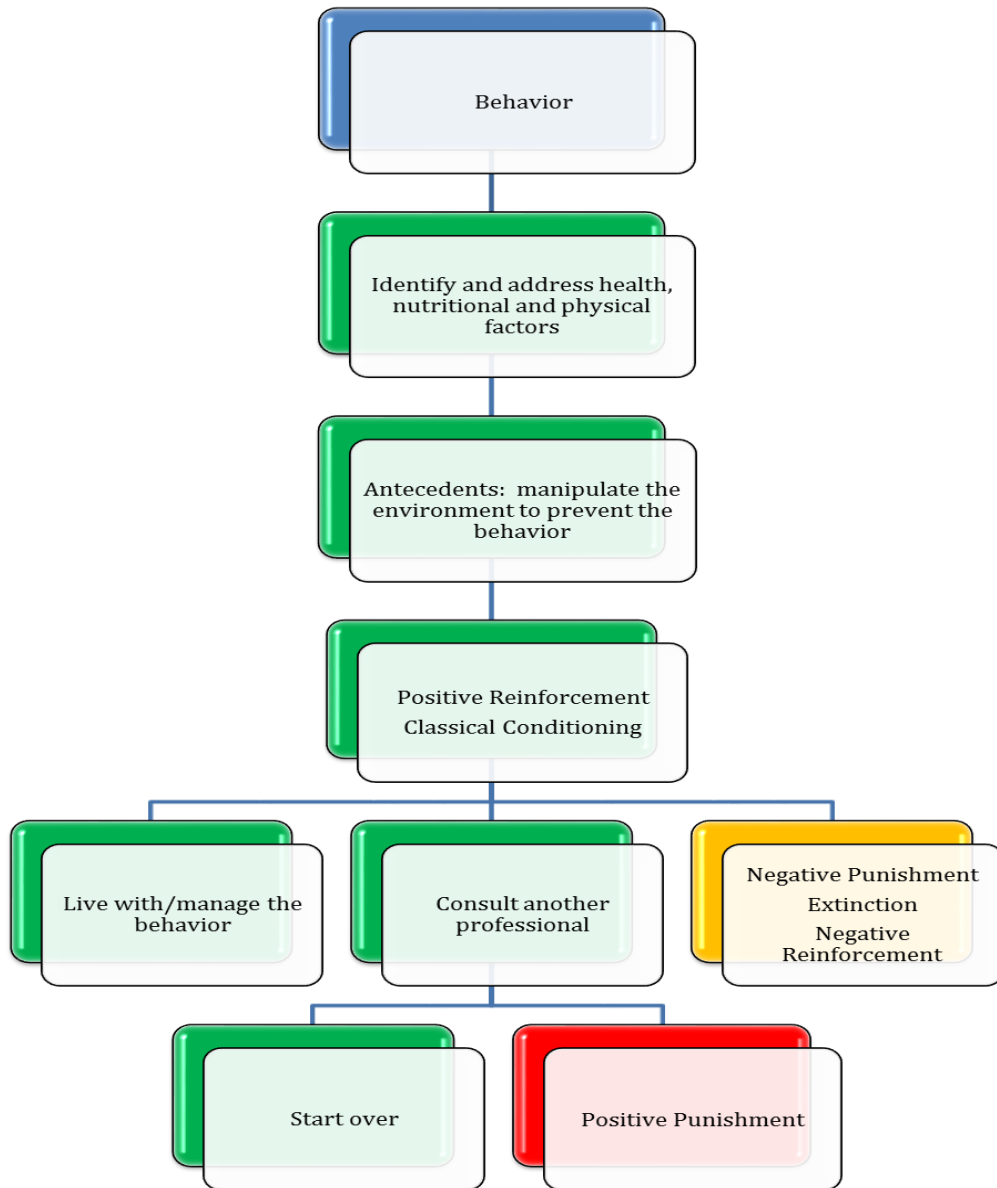 Behavior
Identify and address health,
nutritional and physical
factors
Antecedents:  manipulate the
environment to prevent the
behavior
Positive Reinforcement
Classical Conditioning
Live with/manage the
behavior
Consult another
professional
Negative Punishment
Extinction
Negative
Reinforcement
Start over
Positive Punishment